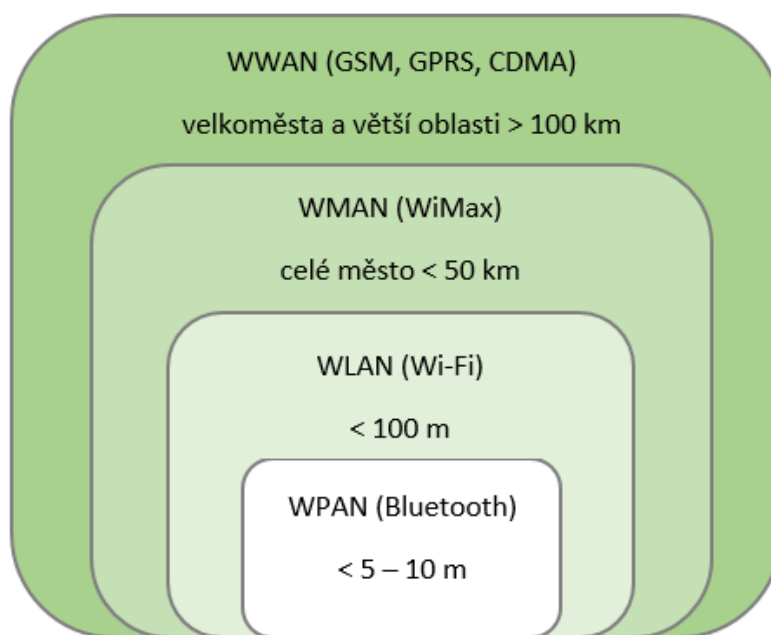 WWAN (GSM, GPRS, CDMA)
velkoměsta a větší oblasti > 100 km
WMAN (WiMax)
celé město < 50 km
WLAN (Wi-Fi)
< 100 m
WPAN (Bluetooth)
< 5 – 10 m